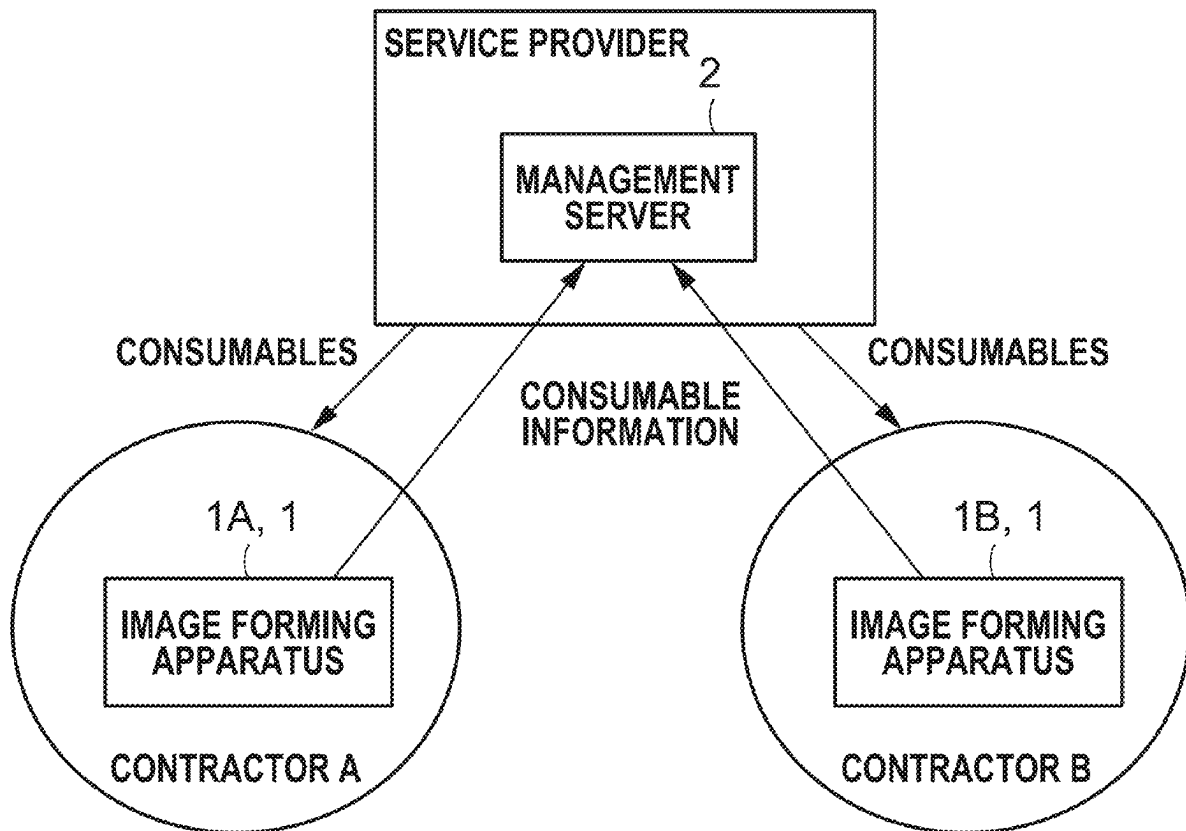 SERVICE PROVIDER
2
MANAGEMENT
SERVER
CONSUMABLES
CONSUMABLES
CONSUMABLE
INFORMATION
1A, 1
1B, 1
IMAGE FORMING
APPARATUS
IMAGE FORMING
APPARATUS
CONTRACTOR A
CONTRACTOR B